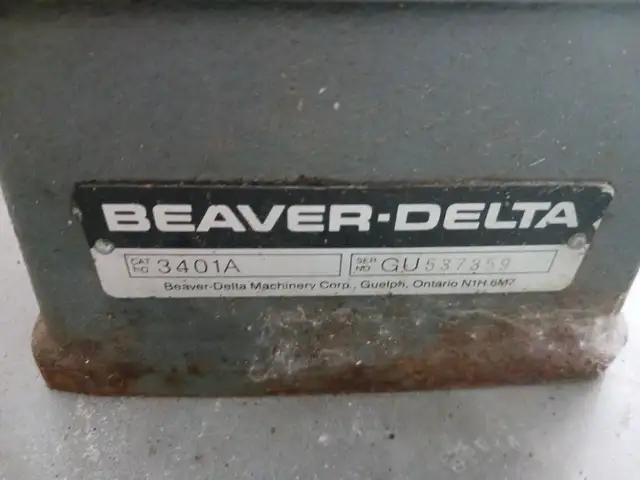 BEAVER-DELTA
CAT NO 3401A SER NO GU537359
Beaver-Delta Machinery Corp., Guelph, Ontario N1H 6M7